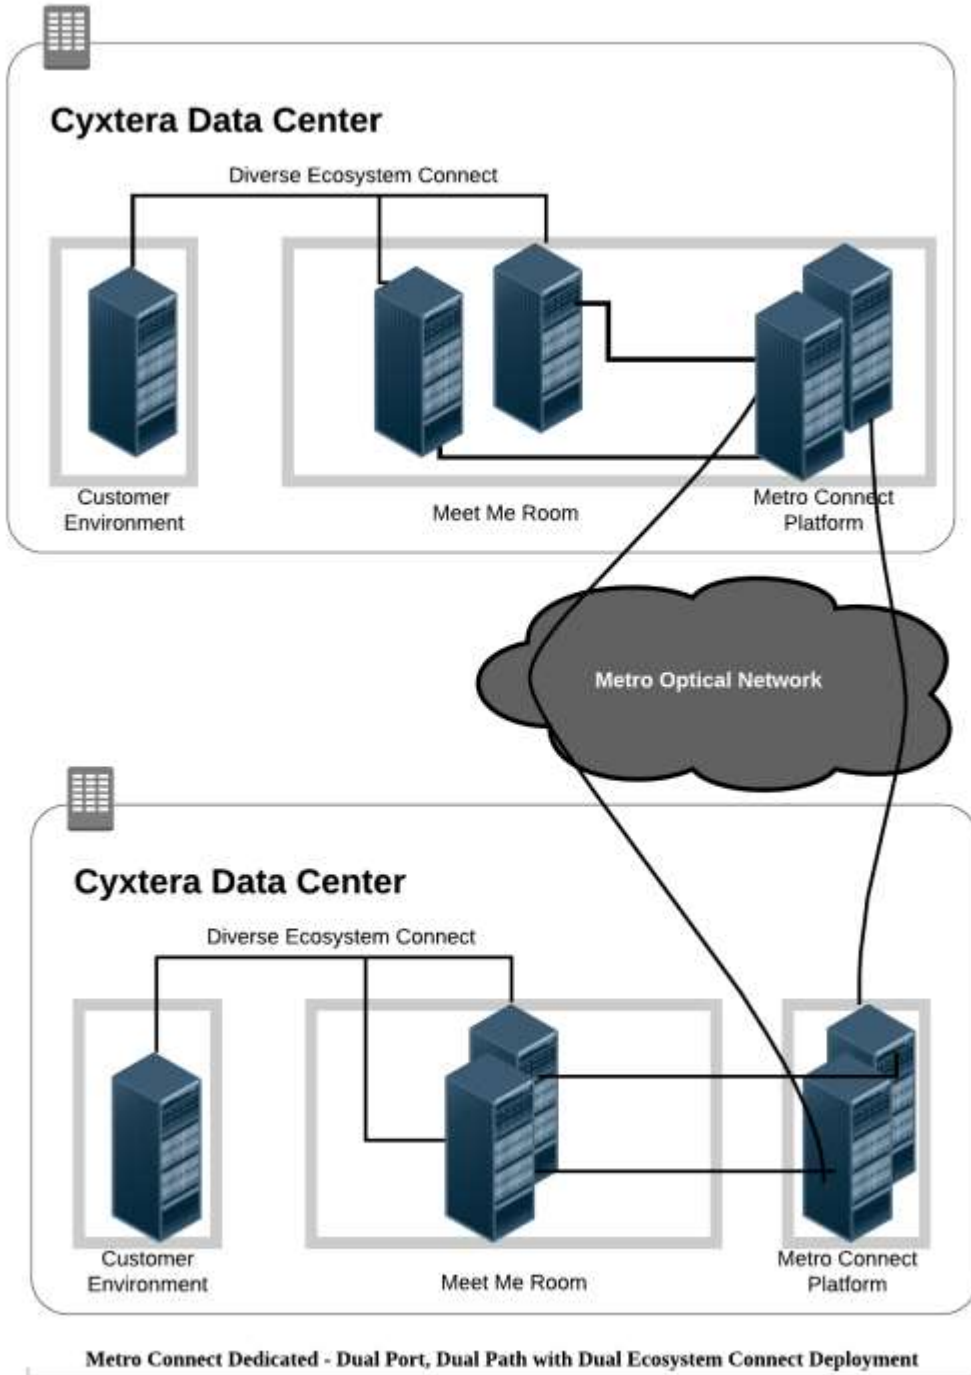 Cyxtera Data Center
Diverse Ecosystem Connect
Customer
Environment
Meet Me Room
Metro Connect
Platform
Metro Optical Network
Cyxtera Data Center
Diverse Ecosystem Connect
Customer
Environment
Meet Me Room
Metro Connect
Platform
Metro Connect Dedicated - Dual Port, Dual Path with Dual Ecosystem Connect Deployment